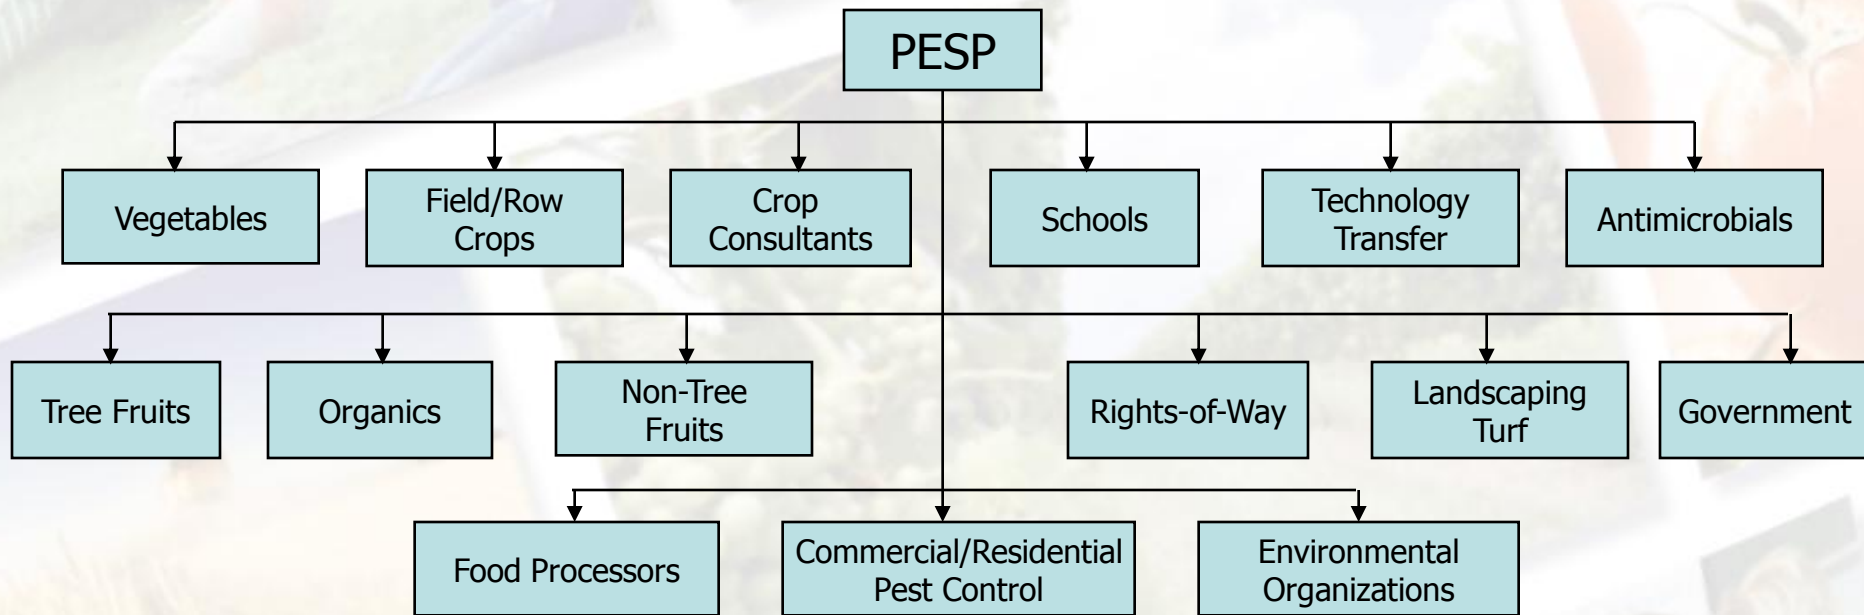 PESP
Vegetables
Field/Row
Crops
Crop
Consultants
Schools
Technology
Transfer
Antimicrobials
Tree Fruits
Organics
Non-Tree
Fruits
Rights-of-Way
Landscaping
Turf
Government
Food Processors
Commercial/Residential
Pest Control
Environmental
Organizations